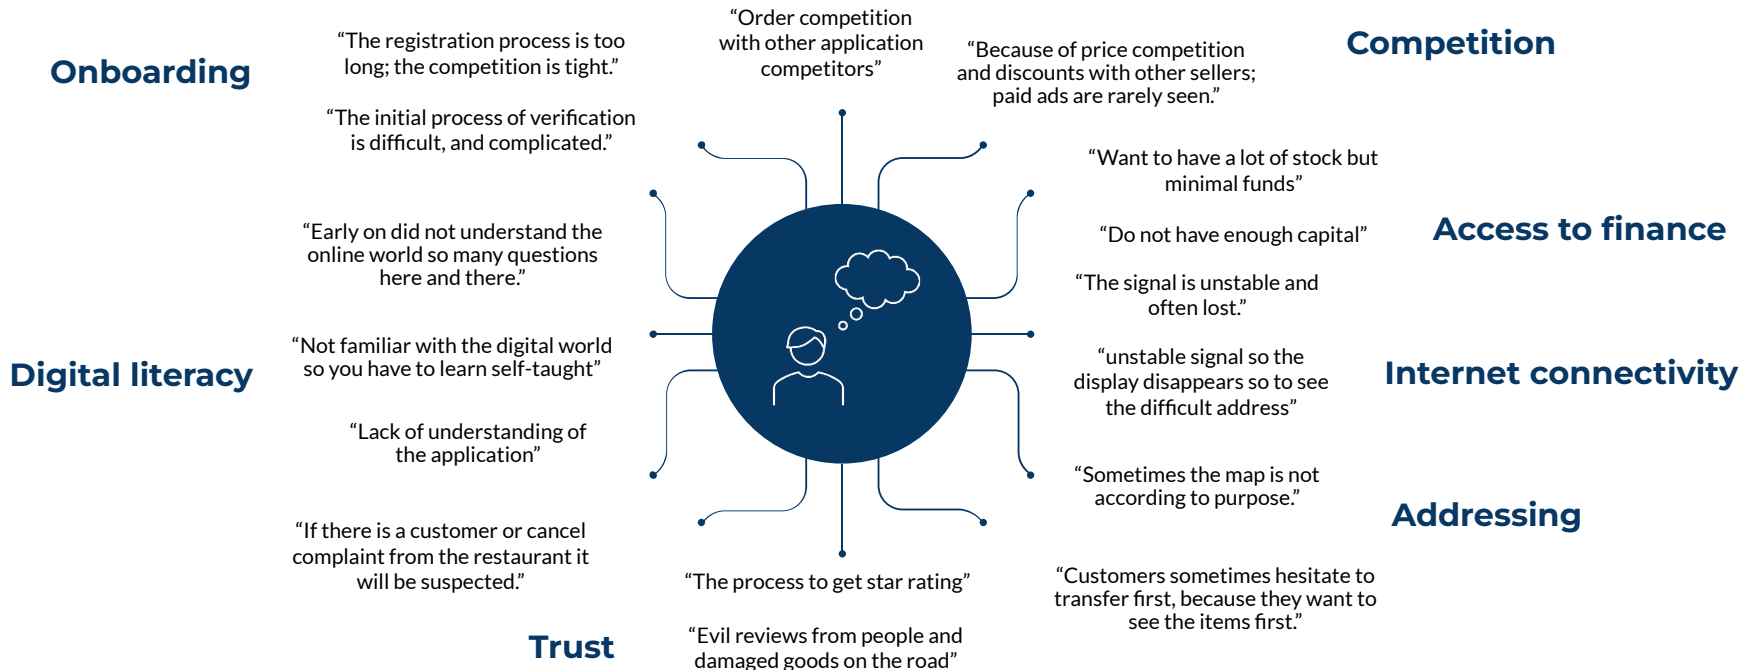 Onboarding
“The registration process is too
long; the competition is tight.”
“The initial process of verification
is difficult, and complicated.”
“Order competition
with other application
competitors”
“Because of price competition
and discounts with other sellers;
paid ads are rarely seen.”
Competition
“Want to have a lot of stock but
minimal funds”
“Do not have enough capital”
Access to finance
“Early on did not understand the
online world so many questions
here and there.”
“Not familiar with the digital world
so you have to learn self-taught”
“Lack of understanding of
the application”
Digital literacy
“The signal is unstable and
often lost.”
“unstable signal so the
display disappears so to see
the difficult address”
Internet connectivity
“Sometimes the map is not
according to purpose.”
Addressing
“If there is a customer or cancel
complaint from the restaurant it
will be suspected.”
“The process to get star rating”
“Evil reviews from people and
damaged goods on the road”
“Customers sometimes hesitate to
transfer first, because they want to
see the items first.”
Trust